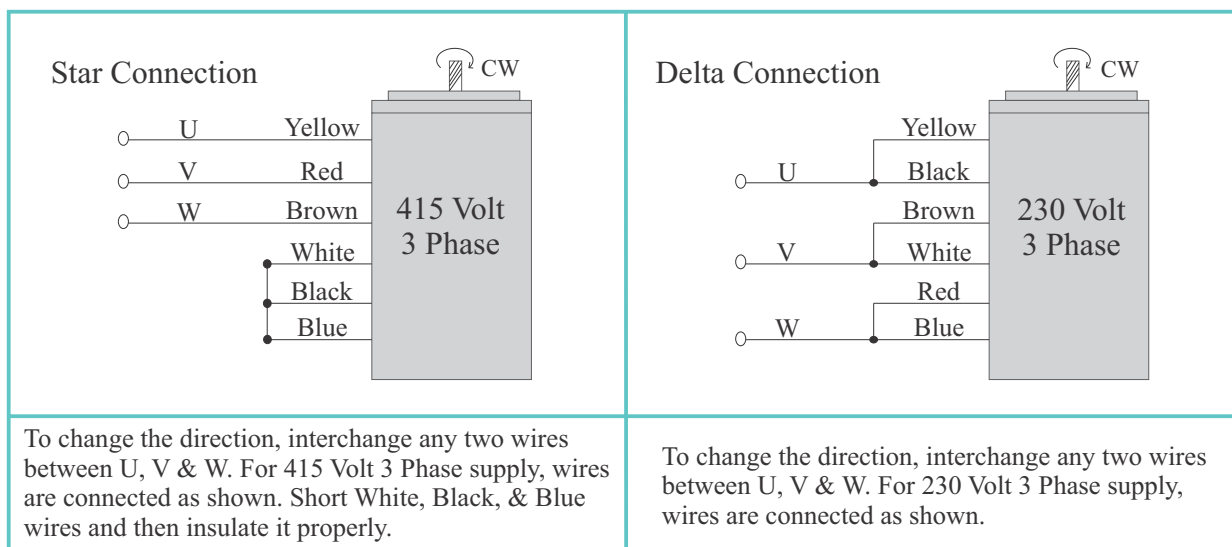 Star Connection
CW
U Yellow
V Red
W Brown
White
Black
Blue
415 Volt
3 Phase
To change the direction, interchange any two wires
between U, V & W. For 415 Volt 3 Phase supply, wires
are connected as shown. Short White, Black, & Blue
wires and then insulate it properly.
Delta Connection
CW
Yellow
U Black
Brown
V White
Red
W Blue
230 Volt
3 Phase
To change the direction, interchange any two wires
between U, V & W. For 230 Volt 3 Phase supply,
wires are connected as shown.